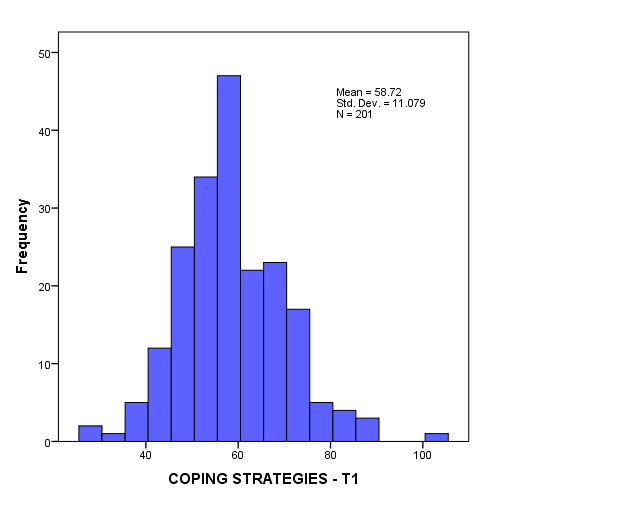 50
40
30
20
10
0
Frequency
Mean = 58.72
Std. Dev. = 11.079
N = 201
40 60 80 100
COPING STRATEGIES - T1